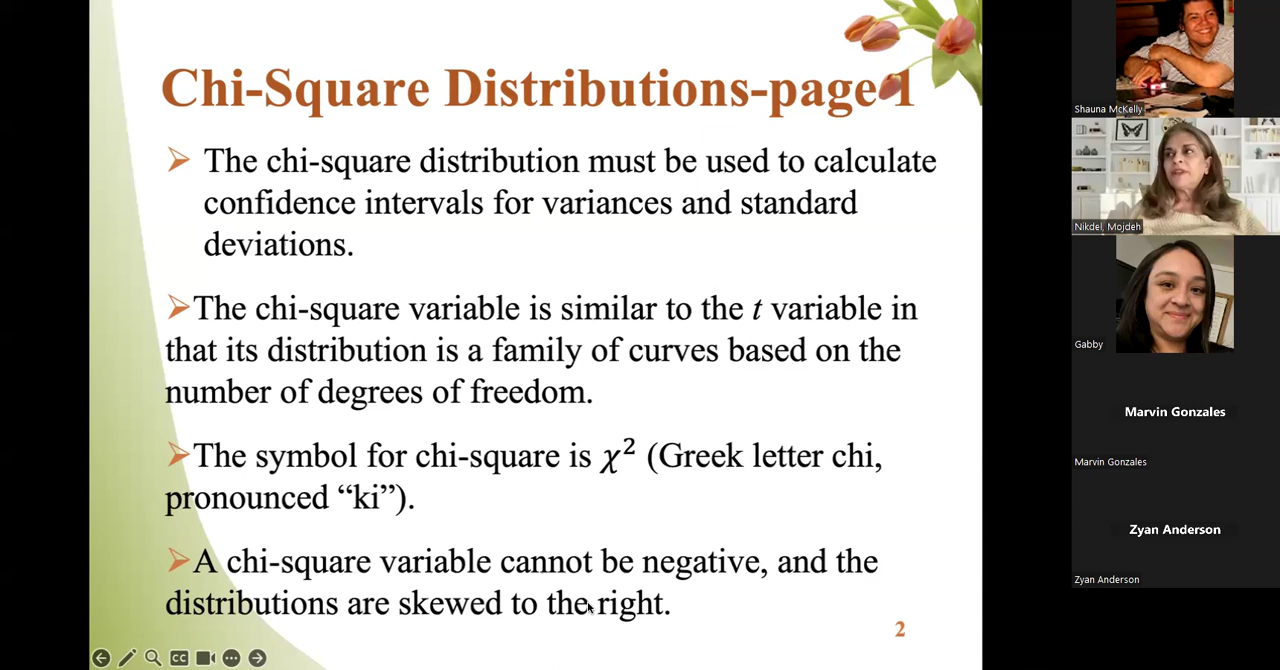 Chi-Square Distributions-page 1
➢ The chi-square distribution must be used to calculate
confidence intervals for variances and standard
deviations.
➢The chi-square variable is similar to the t variable in
that its distribution is a family of curves based on the
number of degrees of freedom.
➢The symbol for chi-square is χ² (Greek letter chi,
pronounced “ki”).
➢A chi-square variable cannot be negative, and the
distributions are skewed to the right.
2
CC
Shauna McKelly
Nikdel, Mojdeh
Gabby
Marvin Gonzales
Marvin Gonzales
Zyan Anderson
Zyan Anderson